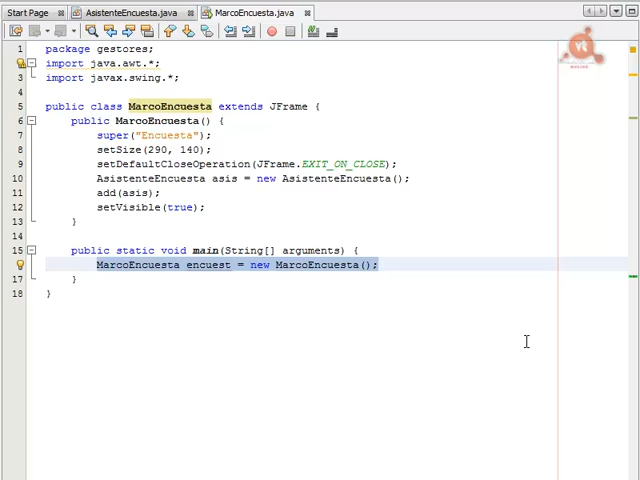 Start Page AsistenteEncuesta.java MarcoEncuesta.java
1 package gestores;
import java.awt.*;
3 import javax.swing.*;
4
5 public class MarcoEncuesta extends JFrame {
6 public MarcoEncuesta() {
7 super("Encuesta");
8 setSize(290, 140);
9 setDefaultCloseOperation(JFrame.EXIT_ON_CLOSE);
10 AsistenteEncuesta asis = new AsistenteEncuesta();
11 add(asis);
12 setVisible(true);
13 }
14
15 public static void main(String[] arguments) {
MarcoEncuesta encuest = new MarcoEncuesta();
17 }
18 }